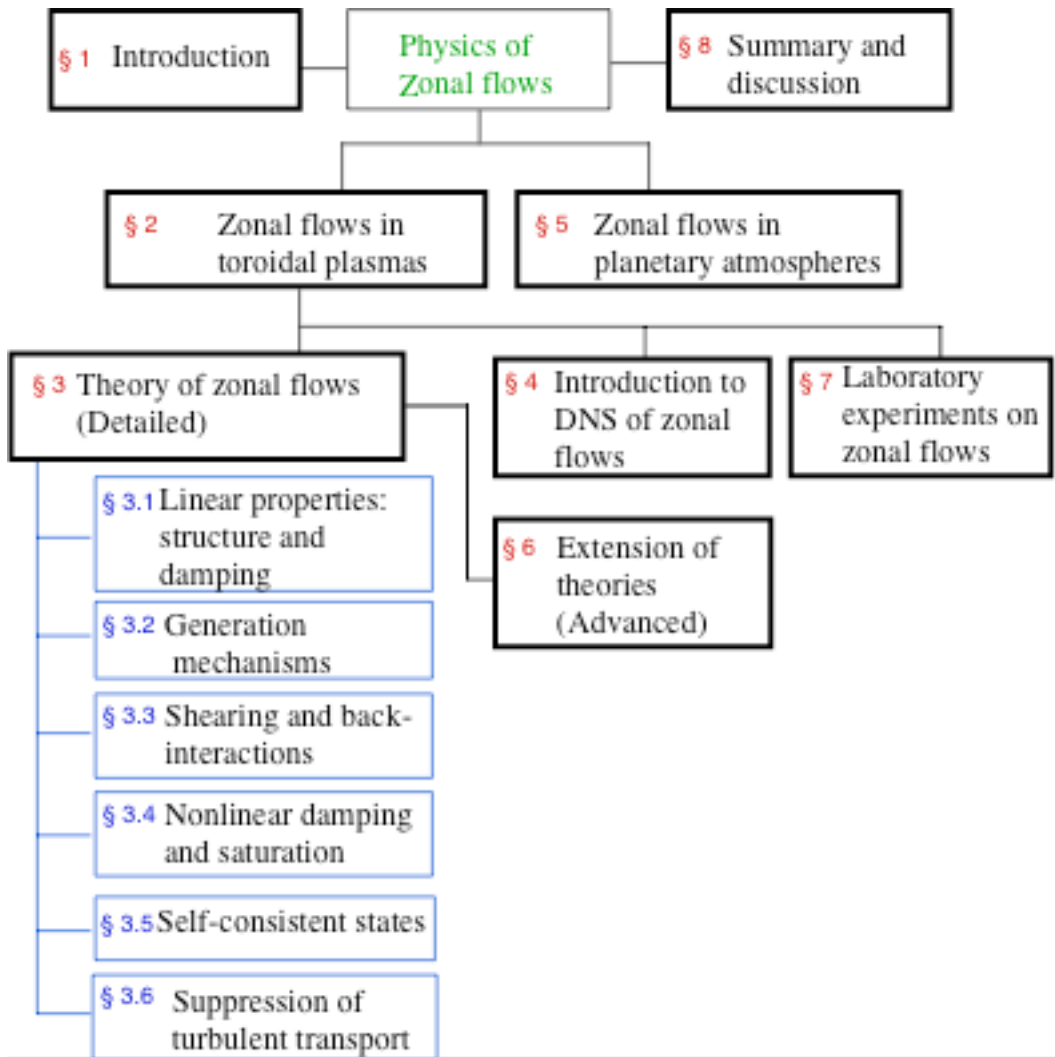 § 1 Introduction
Physics of
Zonal flows
§ 8 Summary and
discussion
§ 2 Zonal flows in
toroidal plasmas
§ 5 Zonal flows in
planetary atmospheres
§ 3 Theory of zonal flows
(Detailed)
§ 4 Introduction to
DNS of zonal
flows
§ 7 Laboratory
experiments on
zonal flows
§ 3.1 Linear properties:
structure and
damping
§ 6 Extension of
theories
(Advanced)
§ 3.2 Generation
mechanisms
§ 3.3 Shearing and back-
interactions
§ 3.4 Nonlinear damping
and saturation
§ 3.5 Self-consistent states
§ 3.6 Suppression of
turbulent transport